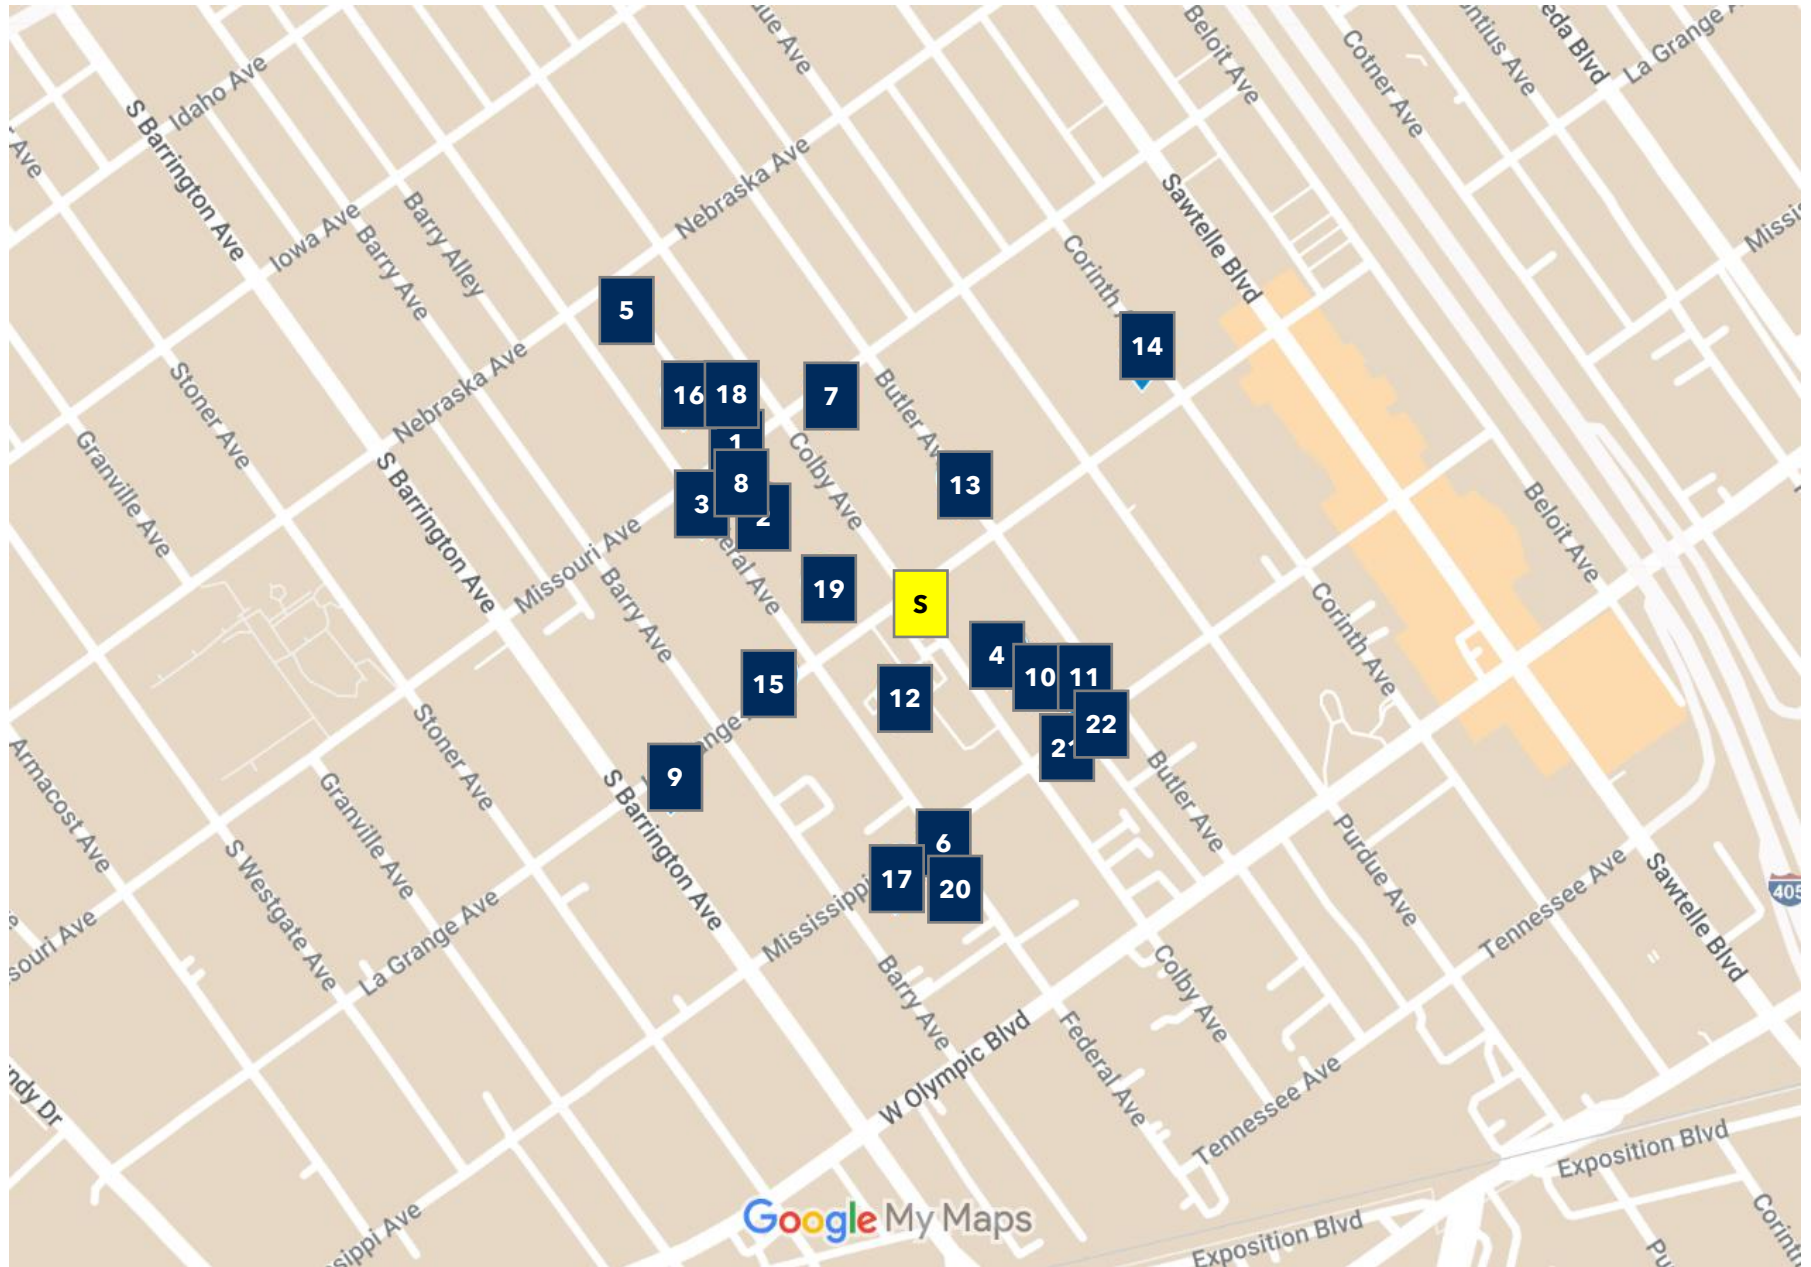 Idaho Ave
S Barrington Ave
Iowa Ave
Barry Ave
Barry Alley
Nebraska Ave
Beloit Ave
Cotner Ave
La Grange
Sawtelle Blvd
Corinth
5
14
16
18
7
1
8
3
2
13
Butler Ave
Colby Ave
Stoner Ave
Granville Ave
Nebraska Ave
S Barrington Ave
Missouri Ave
Barry Ave
19
S
4
10
11
15
12
22
21
9
6
17
20
Beloit Ave
Corinth Ave
Stoner Ave
Granville Ave
Armacost Ave
S Westgate Ave
La Grange Ave
S Barrington Ave
Mississippi
Barry Ave
Butler Ave
Purdue Ave
Tennessee Ave
Sawtelle Blvd
405
Colby Ave
W Olympic Blvd
Federal Ave
Tennessee Ave
Exposition Blvd
Exposition Blvd
Google My Maps